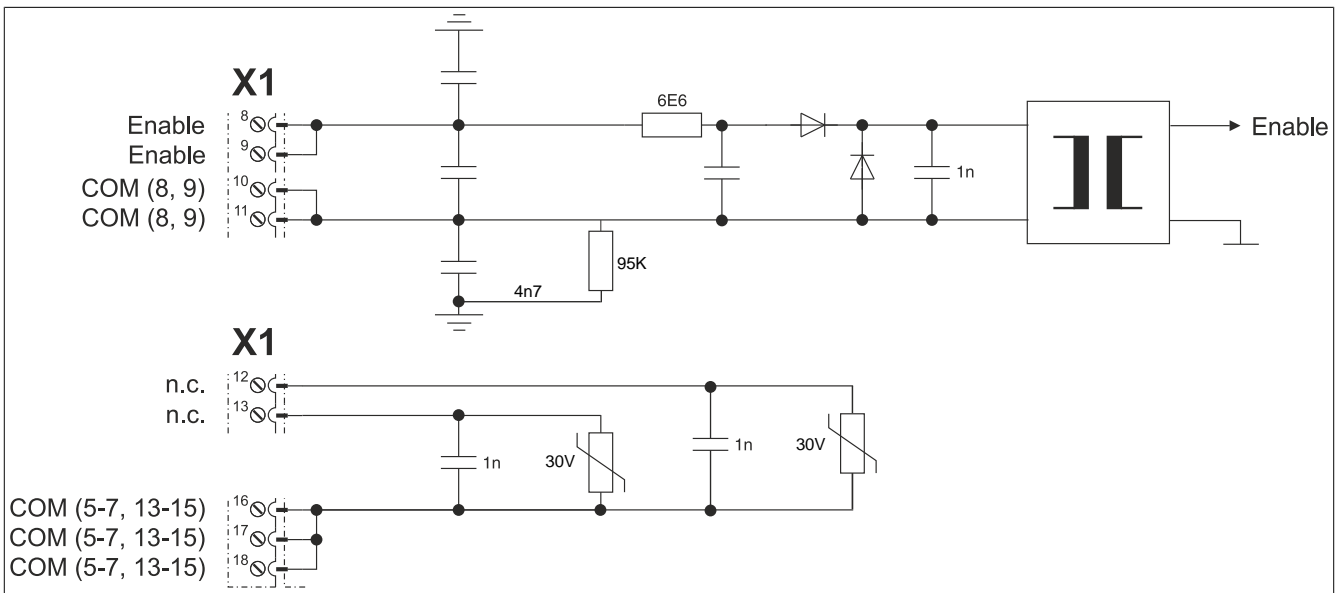 X1
6E6
Enable 8
Enable
Enable 9
COM (8, 9) 10
1n
COM (8, 9) 11
95K
4n7
X1
n.c. 12
n.c. 13
1n
30V
1n
30V
COM (5-7, 13-15) 16
COM (5-7, 13-15) 17
COM (5-7, 13-15) 18